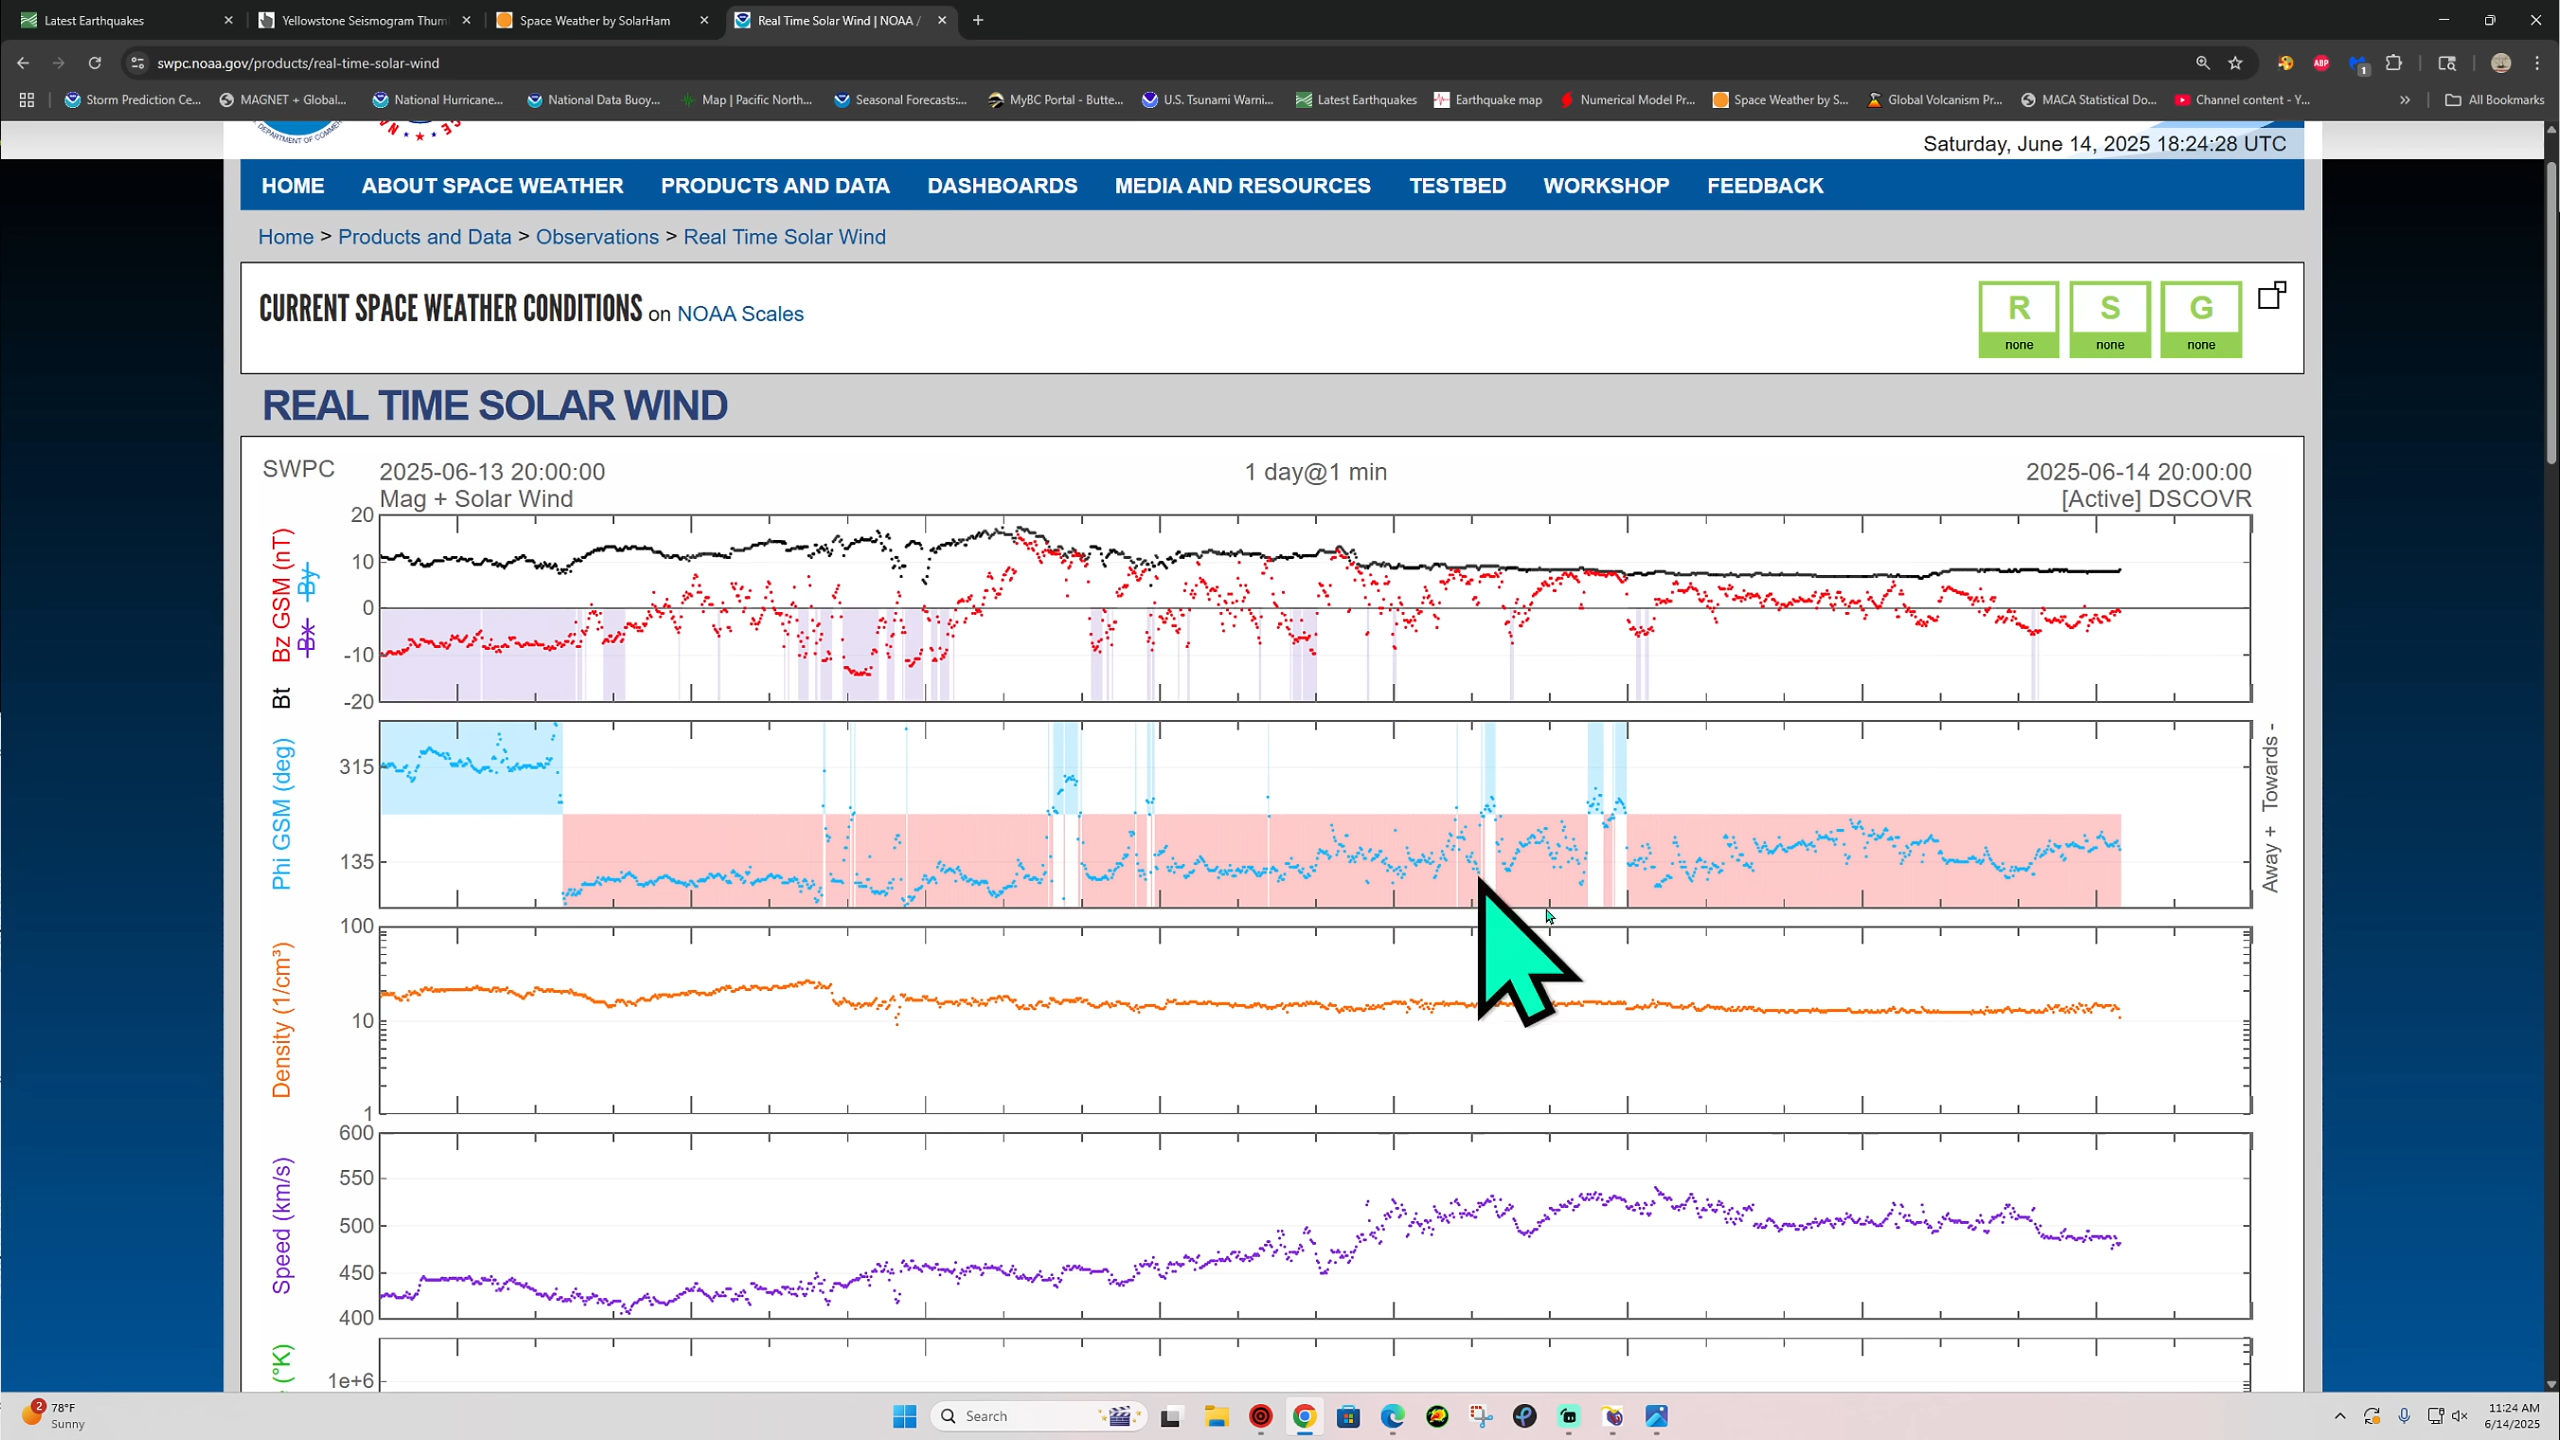 Latest Earthquakes
Yellowstone Seismogram Thum
Space Weather by SolarHam
Real Time Solar Wind | NOAA /
swpc.noaa.gov/products/real-time-solar-wind
ABP
1
Storm Prediction Ce...
MAGNET + Global...
National Hurricane...
National Data Buoy...
Map | Pacific North...
Seasonal Forecasts:...
MyBC Portal - Butte...
U.S. Tsunami Warni...
Latest Earthquakes
Earthquake map
Numerical Model Pr...
Space Weather by S...
Global Volcanism Pr...
MACA Statistical Do...
Channel content - Y...
All Bookmarks
DEPARTMENT OF COMME
Saturday, June 14, 2025 18:24:28 UTC
HOME ABOUT SPACE WEATHER PRODUCTS AND DATA DASHBOARDS MEDIA AND RESOURCES TESTBED WORKSHOP FEEDBACK
Home > Products and Data > Observations > Real Time Solar Wind
CURRENT SPACE WEATHER CONDITIONS on NOAA Scales
R S G
none none none
REAL TIME SOLAR WIND
SWPC 2025-06-13 20:00:00 1 day@1 min 2025-06-14 20:00:00
Mag + Solar Wind [Active] DSCOVR
Bt Bz GSM (nT)
Bx By
20
10
0
-10
-20
Phi GSM (deg)
315
135
Away + Towards -
Density (1/cm³)
100
10
1
Speed (km/s)
600
550
500
450
400
(°K)
1e+6
2
78°F
Sunny
Search
11:24 AM
6/14/2025